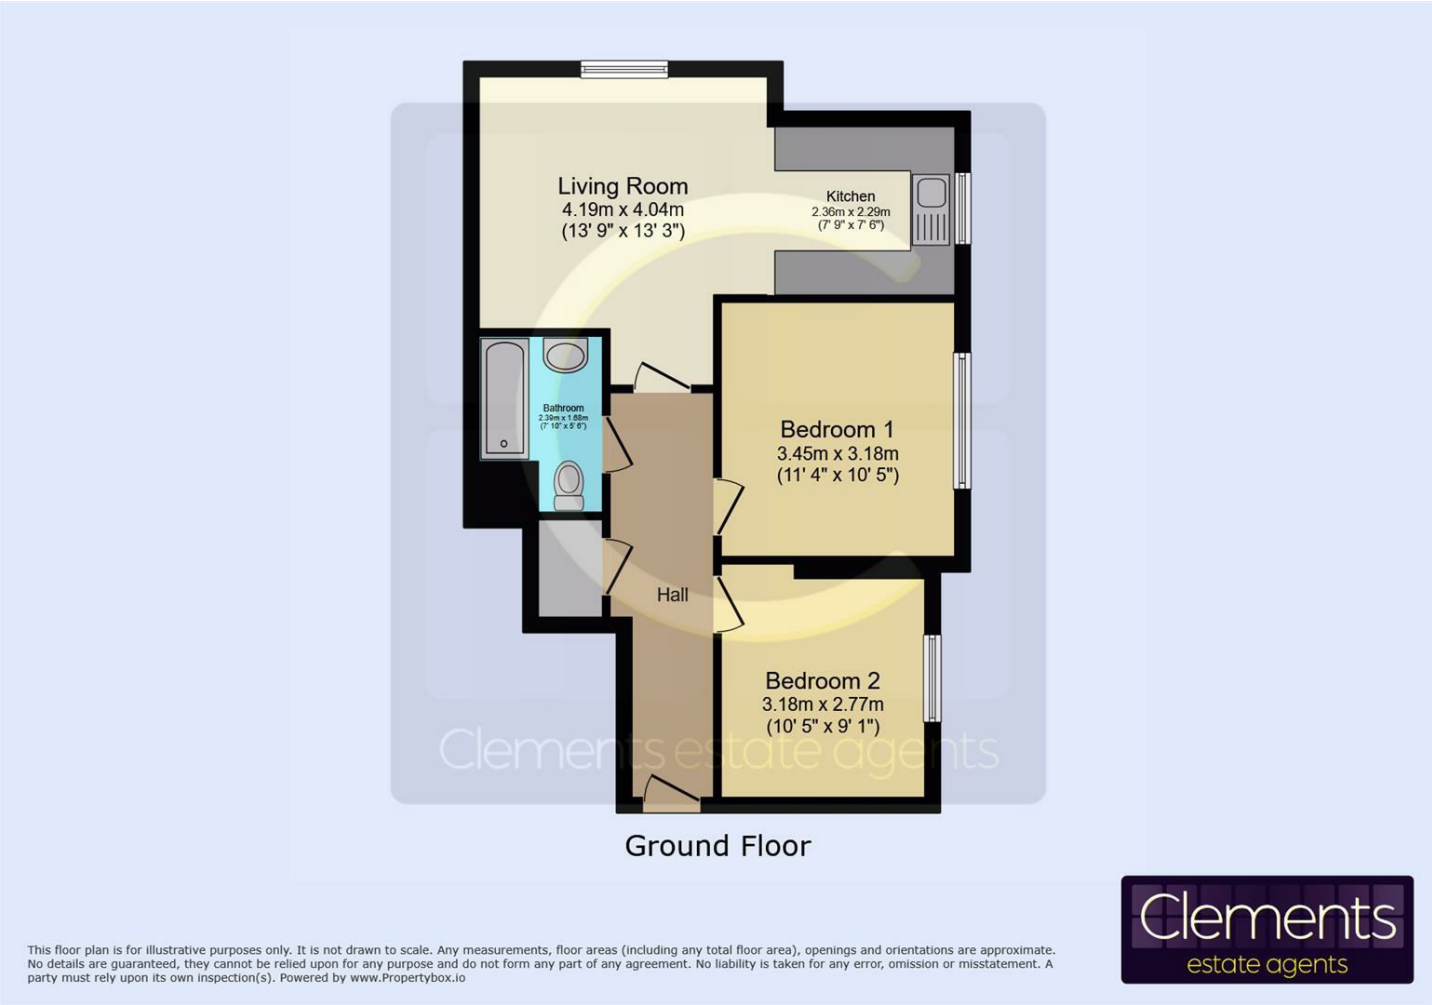 Living Room
4.19m x 4.04m
(13' 9" x 13' 3")
Kitchen
2.36m x 2.29m
(7' 9" x 7' 6")
Bathroom
2.39m x 1.68m
(7' 10" x 5' 6")
Bedroom 1
3.45m x 3.18m
(11' 4" x 10' 5")
Hall
Bedroom 2
3.18m x 2.77m
(10' 5" x 9' 1")
Clements estate agents
Ground Floor
Clements
estate agents
This floor plan is for illustrative purposes only. It is not drawn to scale. Any measurements, floor areas (including any total floor area), openings and orientations are approximate.
No details are guaranteed, they cannot be relied upon for any purpose and do not form any part of any agreement. No liability is taken for any error, omission or misstatement. A
party must rely upon its own inspection(s). Powered by www.Propertybox.io